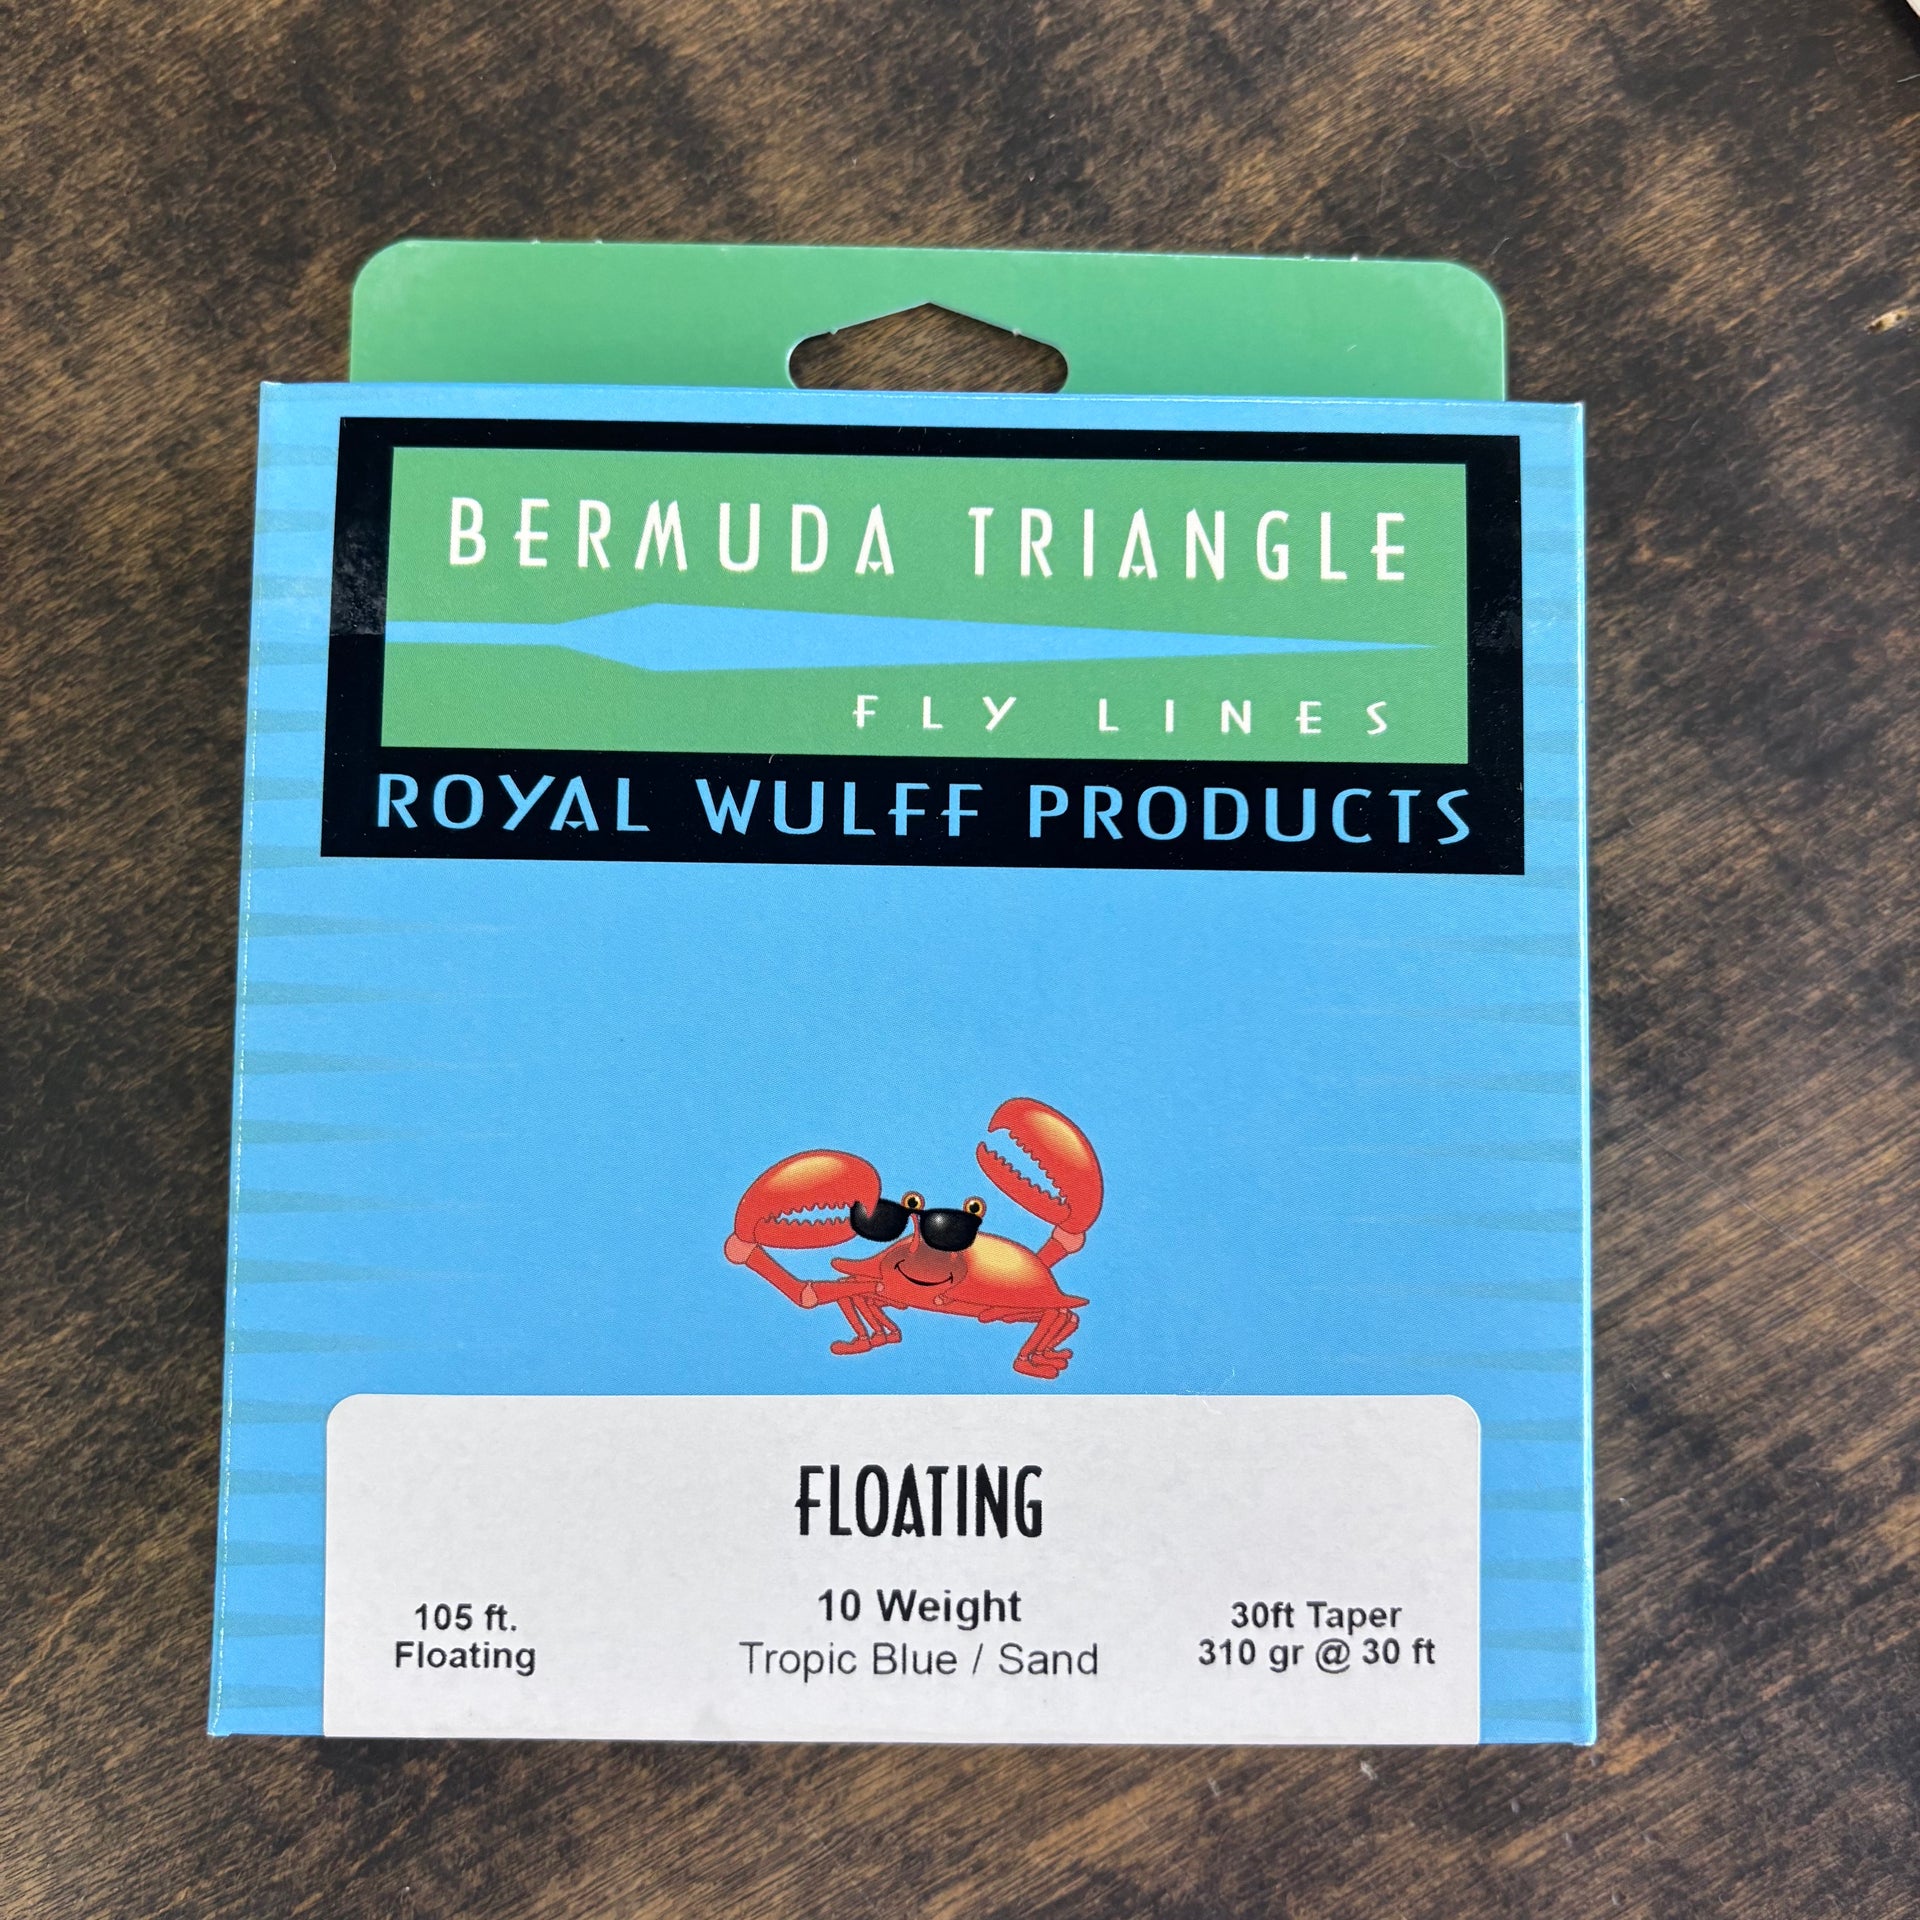 BERMUDA TRIANGLE
FLY LINES
ROYAL WULFF PRODUCTS
FLOATING
105 ft.
Floating
10 Weight
Tropic Blue / Sand
30ft Taper
310 gr @ 30 ft